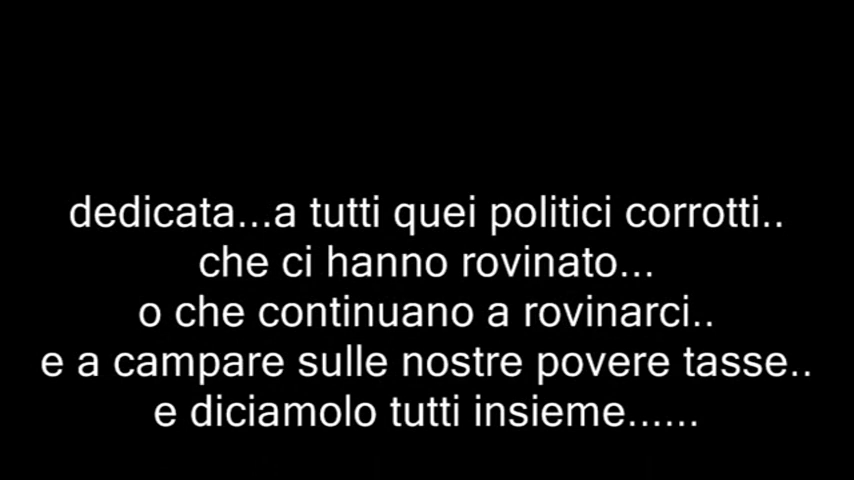 dedicata...a tutti quei politici corrotti..
che ci hanno rovinato...
o che continuano a rovinarci..
e a campare sulle nostre povere tasse..
e diciamolo tutti insieme......